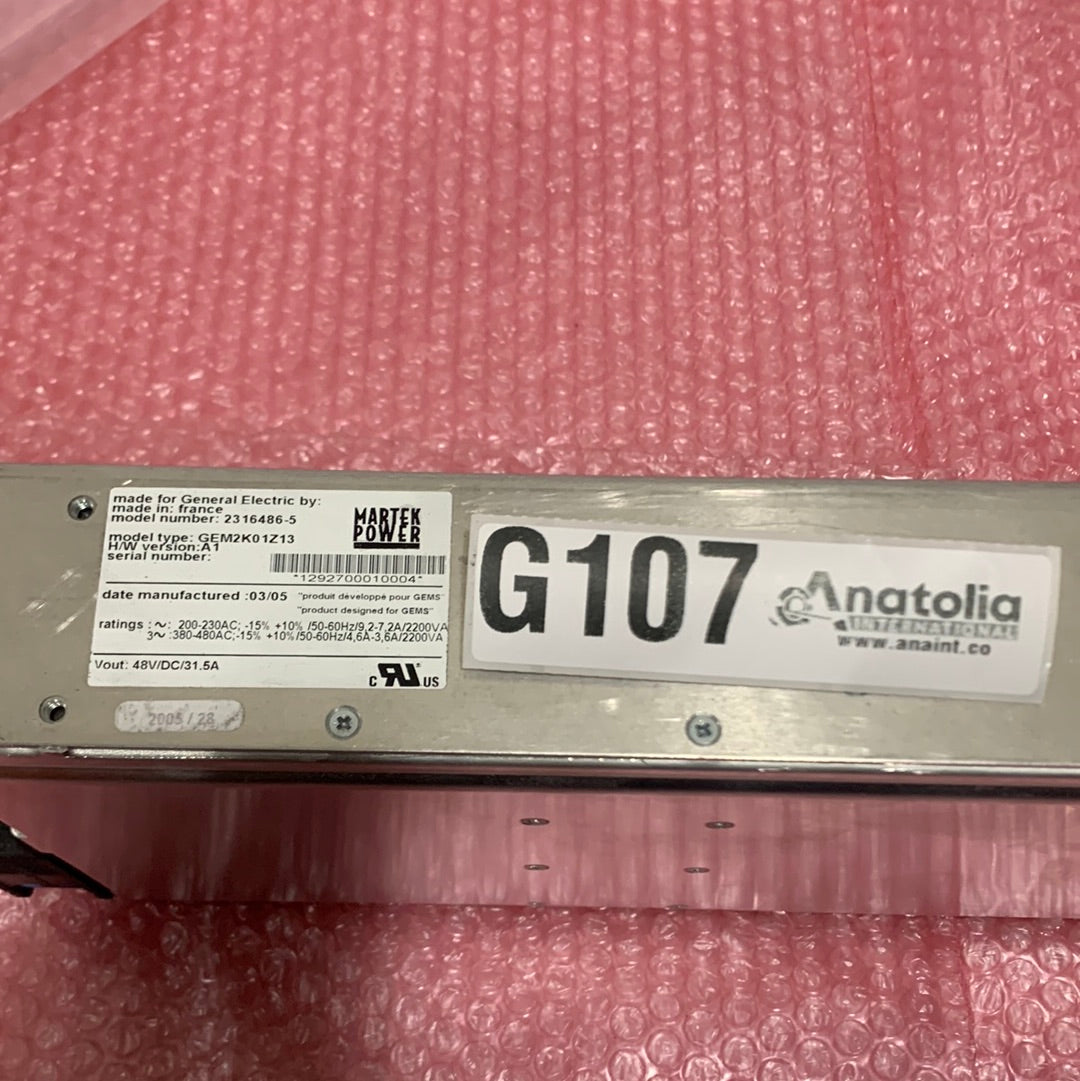 made for General Electric by:
made in: france
model number: 2316486-5
MARTEK
POWER
model type: GEM2K01Z13
H/W version:A1
serial number:
*1292700010004*
date manufactured :03/05
"produit développé pour GEMS"
"product designed for GEMS"
ratings : ~: 200-230AC; -15% +10% /50-60Hz/9,2-7,2A/2200VA
3~ :380-480AC;-15% +10%/50-60Hz/4,6A-3,6A/2200VA
Vout: 48V/DC/31.5A
C RU US
2005 / 28
G107
Anatolia
INTERNATIONAL
www.anaint.co